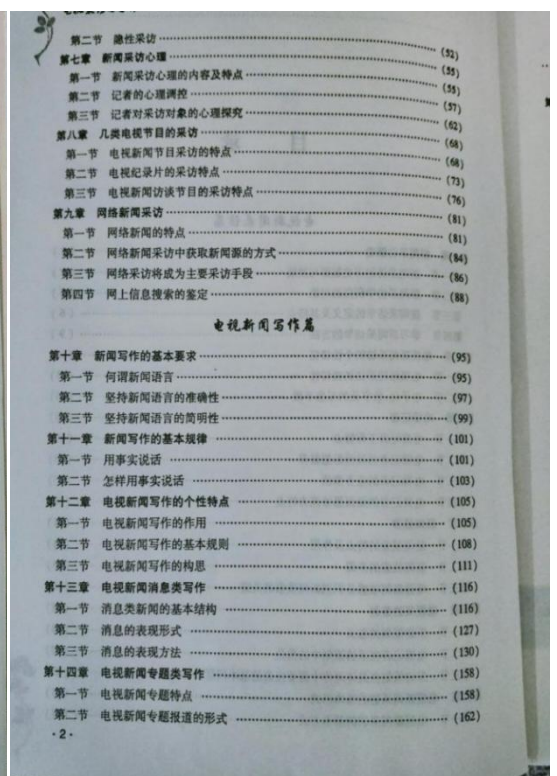 第二节 隐性采访 (52)
第七章 新闻采访心理 (55)
第一节 新闻采访心理的内容及特点 (55)
第二节 记者的心理调控 (57)
第三节 记者对采访对象的心理探究 (62)
第八章 几类电视节目的采访 (68)
第一节 电视新闻节目采访的特点 (68)
第二节 电视纪录片的采访特点 (73)
第三节 电视新闻访谈节目的采访特点 (76)
第九章 网络新闻采访 (81)
第一节 网络新闻的特点 (81)
第二节 网络新闻采访中获取新闻源的方式 (84)
第三节 网络采访将成为主要采访手段 (86)
第四节 网上信息搜索的鉴定 (88)
电视新闻写作篇
第十章 新闻写作的基本要求 (95)
第一节 何谓新闻语言 (95)
第二节 坚持新闻语言的准确性 (97)
第三节 坚持新闻语言的简明性 (99)
第十一章 新闻写作的基本规律 (101)
第一节 用事实说话 (101)
第二节 怎样用事实说话 (103)
第十二章 电视新闻写作的个性特点 (105)
第一节 电视新闻写作的作用 (105)
第二节 电视新闻写作的基本规则 (108)
第三节 电视新闻写作的构思 (111)
第十三章 电视新闻消息类写作 (116)
第一节 消息类新闻的基本结构 (116)
第二节 消息的表现形式 (127)
第三节 消息的表现方法 (130)
第十四章 电视新闻专题类写作 (158)
第一节 电视新闻专题特点 (158)
第二节 电视新闻专题报道的形式 (162)
·2·